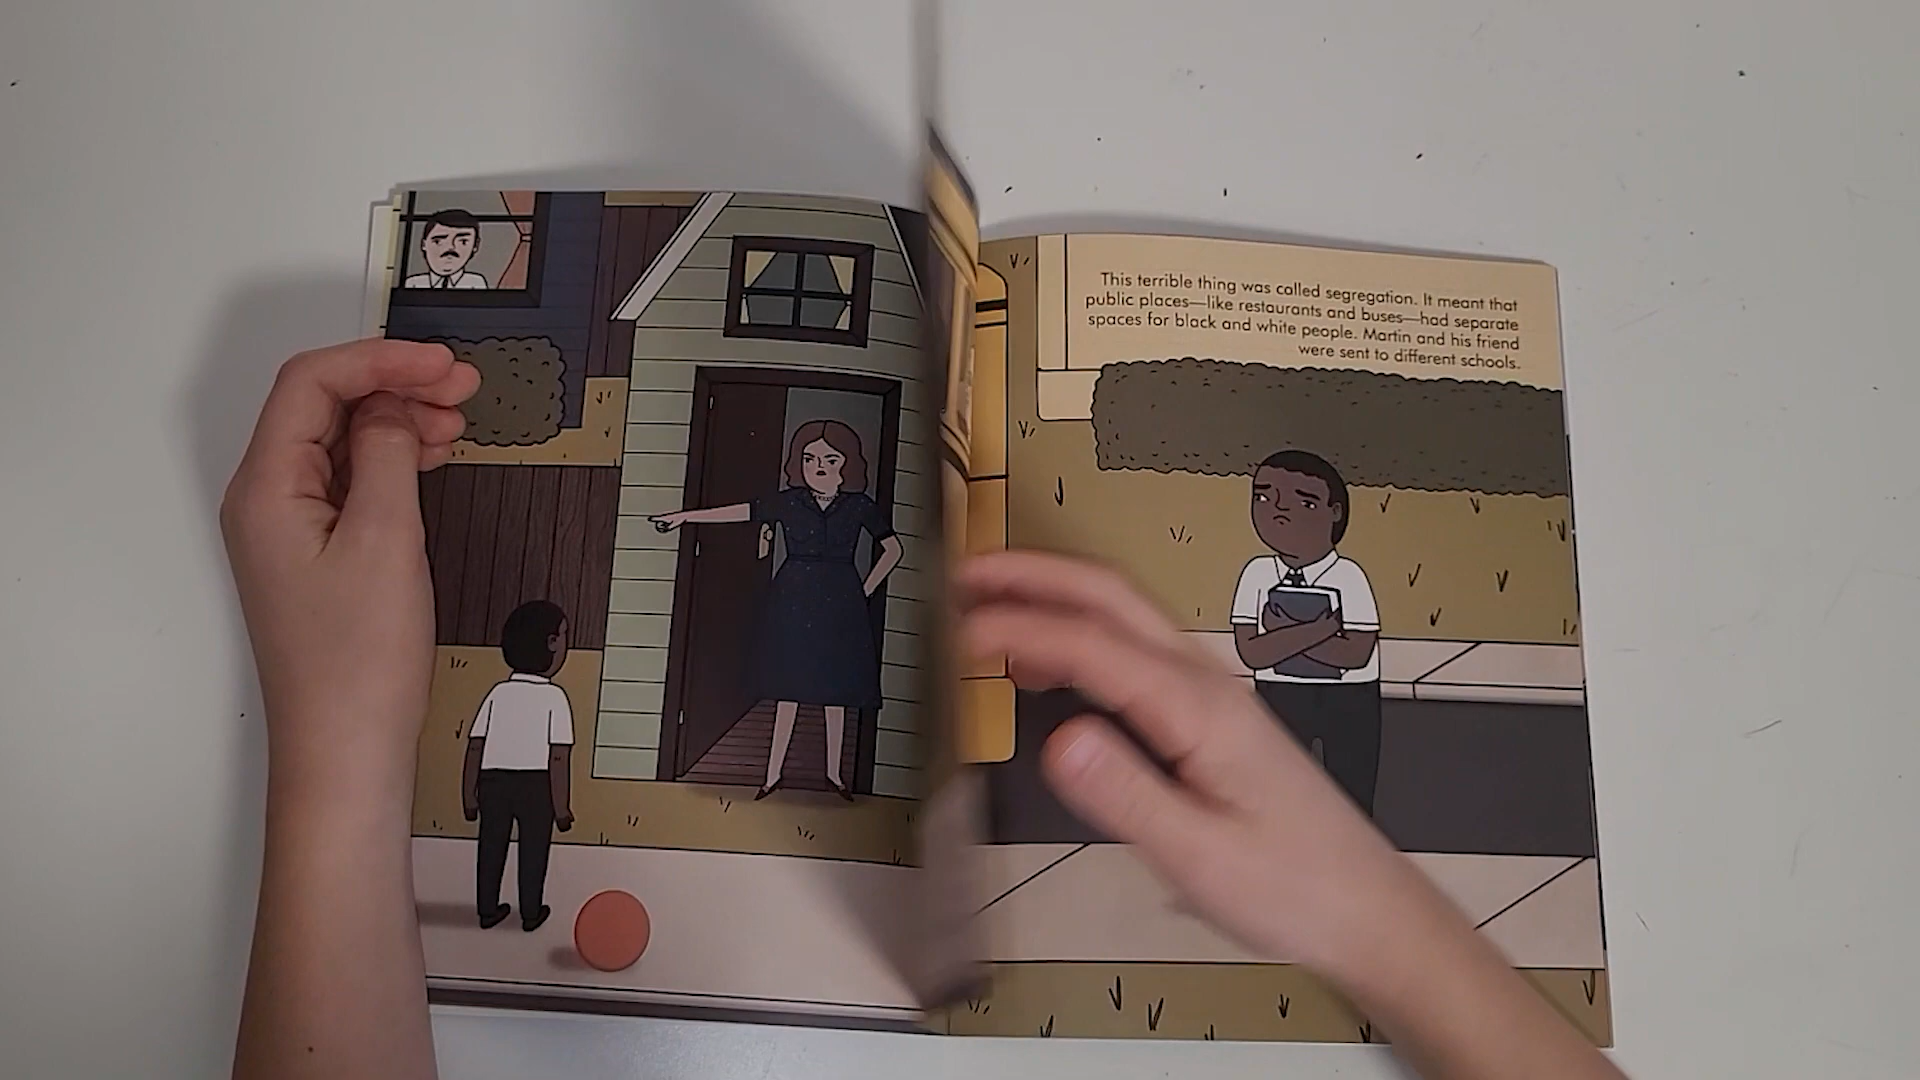 This terrible thing was called segregation. It meant that
public places—like restaurants and buses—had separate
spaces for black and white people. Martin and his friend
were sent to different schools.